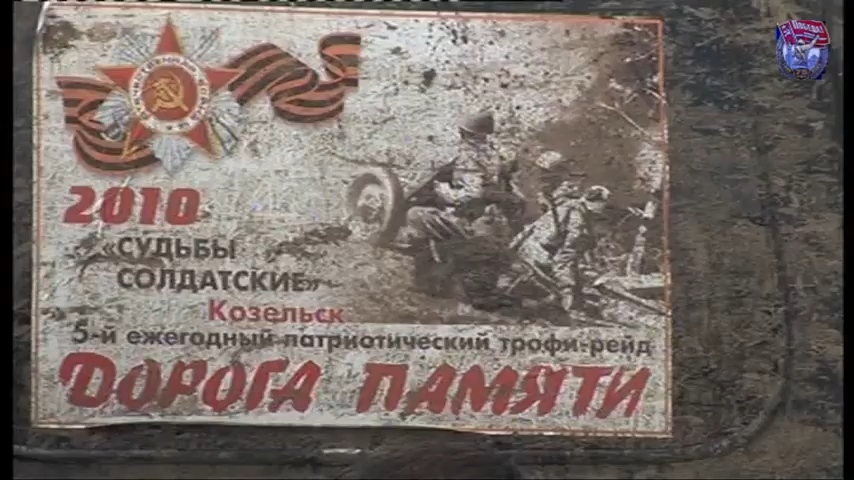 2010
«СУДЬБЫ
СОЛДАТСКИЕ»
Козельск
5-й ежегодный патриотический трофи-рейд
ДОРОГА ПАМЯТИ